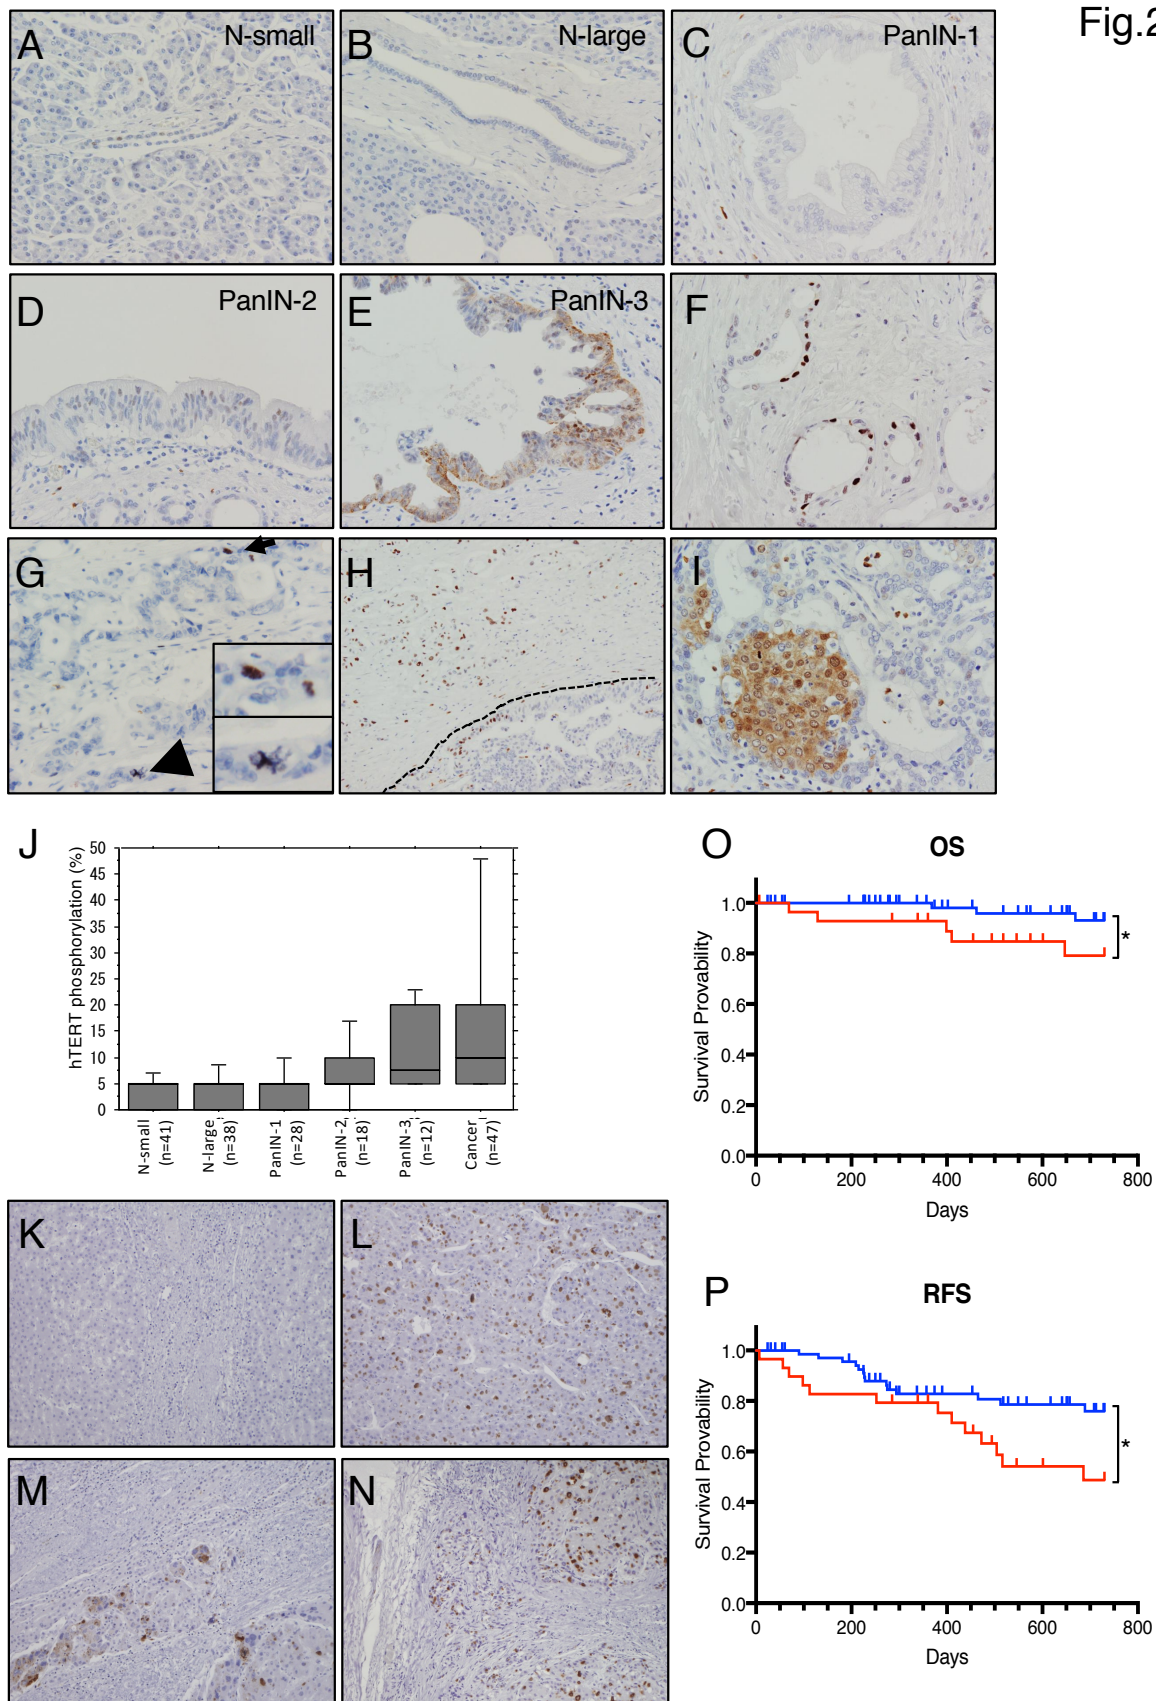 Fig.2
A N-small
B N-large
C PanIN-1
D PanIN-2
E PanIN-3
F
G
H
I
J
hTERT phosphorylation (%)
50
45
40
35
30
25
20
15
10
5
0
N-small (n=41)
N-large (n=38)
PanIN-1 (n=28)
PanIN-2 (n=18)
PanIN-3 (n=12)
Cancer (n=47)
K
L
M
N
O
OS
Survival Provability
1.0
0.8
0.6
0.4
0.2
0.0
0 200 400 600 800
Days
*
P
RFS
Survival Provability
1.0
0.8
0.6
0.4
0.2
0.0
0 200 400 600 800
Days
*